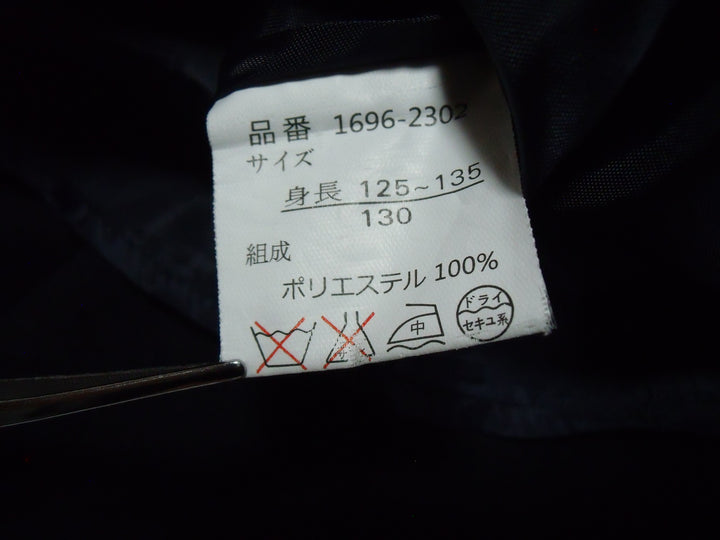 品番 1696-2302
サイズ
身長 125~135
130
組成
ポリエステル 100%
中
ドライ
セキユ系